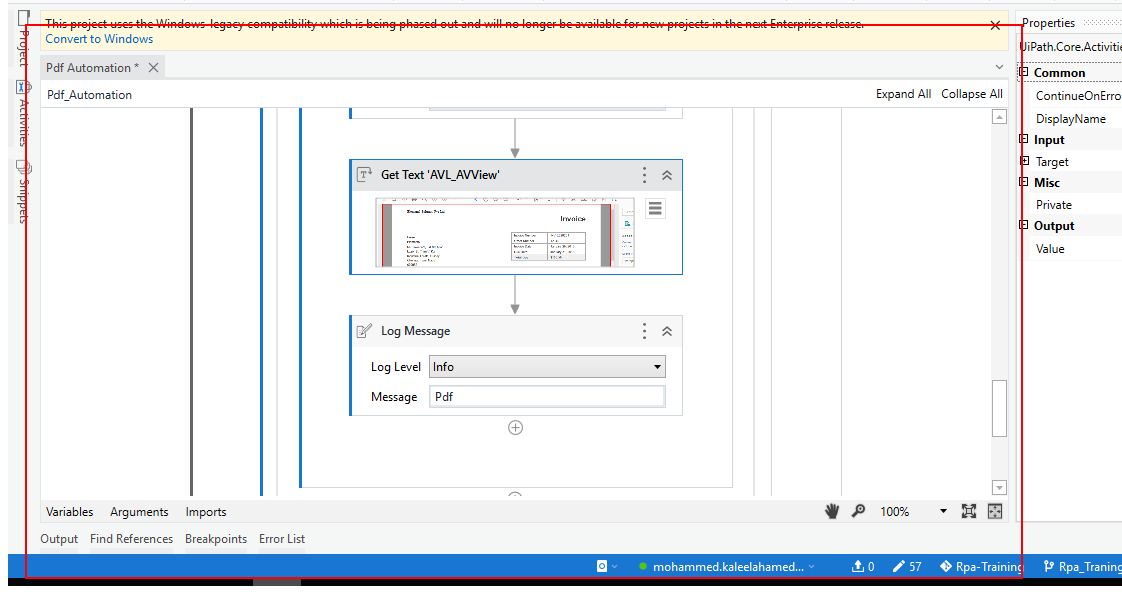 This project uses the Windows-legacy compatibility which is being phased out and will no longer be available for new projects in the next Enterprise release.
Convert to Windows
Project
Activities
Snippets
Pdf Automation *
Pdf_Automation
Expand All Collapse All
Get Text 'AVL_AVView'
Invoice
Log Message
Log Level Info
Message Pdf
Variables Arguments Imports
100%
Output Find References Breakpoints Error List
mohammed.kaleelahamed...
0
57
Rpa-Training
Rpa_Traning
Properties
UiPath.Core.Activitie
Common
ContinueOnErro
DisplayName
Input
Target
Misc
Private
Output
Value